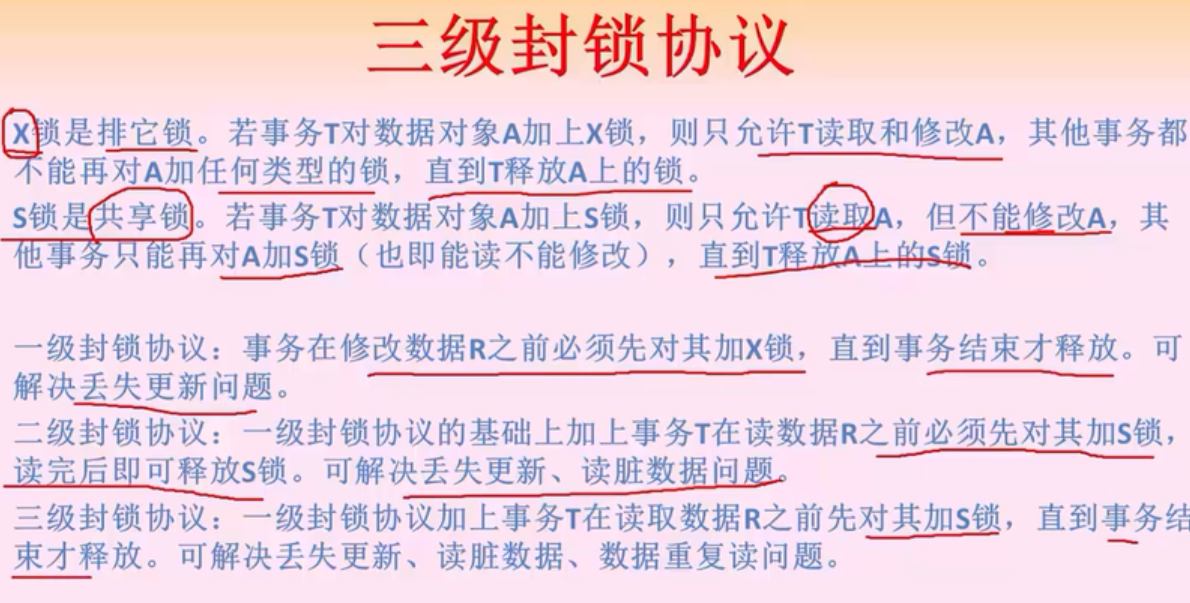 三级封锁协议
X锁是排它锁。若事务T对数据对象A加上X锁，则只允许T读取和修改A，其他事务都
不能再对A加任何类型的锁，直到T释放A上的锁。
S锁是共享锁。若事务T对数据对象A加上S锁，则只允许T读取A，但不能修改A，其
他事务只能再对A加S锁（也即能读不能修改），直到T释放A上的S锁。
一级封锁协议：事务在修改数据R之前必须先对其加X锁，直到事务结束才释放。可
解决丢失更新问题。
二级封锁协议：一级封锁协议的基础上加上事务T在读数据R之前必须先对其加S锁，
读完后即可释放S锁。可解决丢失更新、读脏数据问题。
三级封锁协议：一级封锁协议加上事务T在读取数据R之前先对其加S锁，直到事务结
束才释放。可解决丢失更新、读脏数据、数据重复读问题。